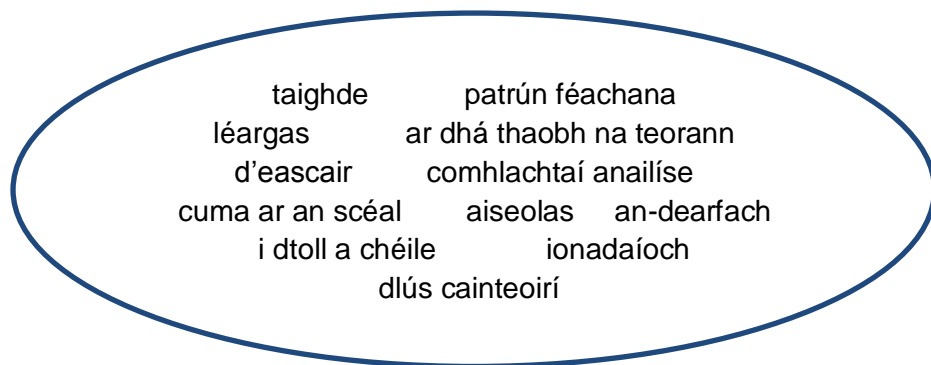 taighde patrún féachana
léargas ar dhá thaobh na teorann
d’eascair comhlachtaí anailíse
cuma ar an scéal aiseolas an-dearfach
i dtoll a chéile ionadaíoch
dlús cainteoirí